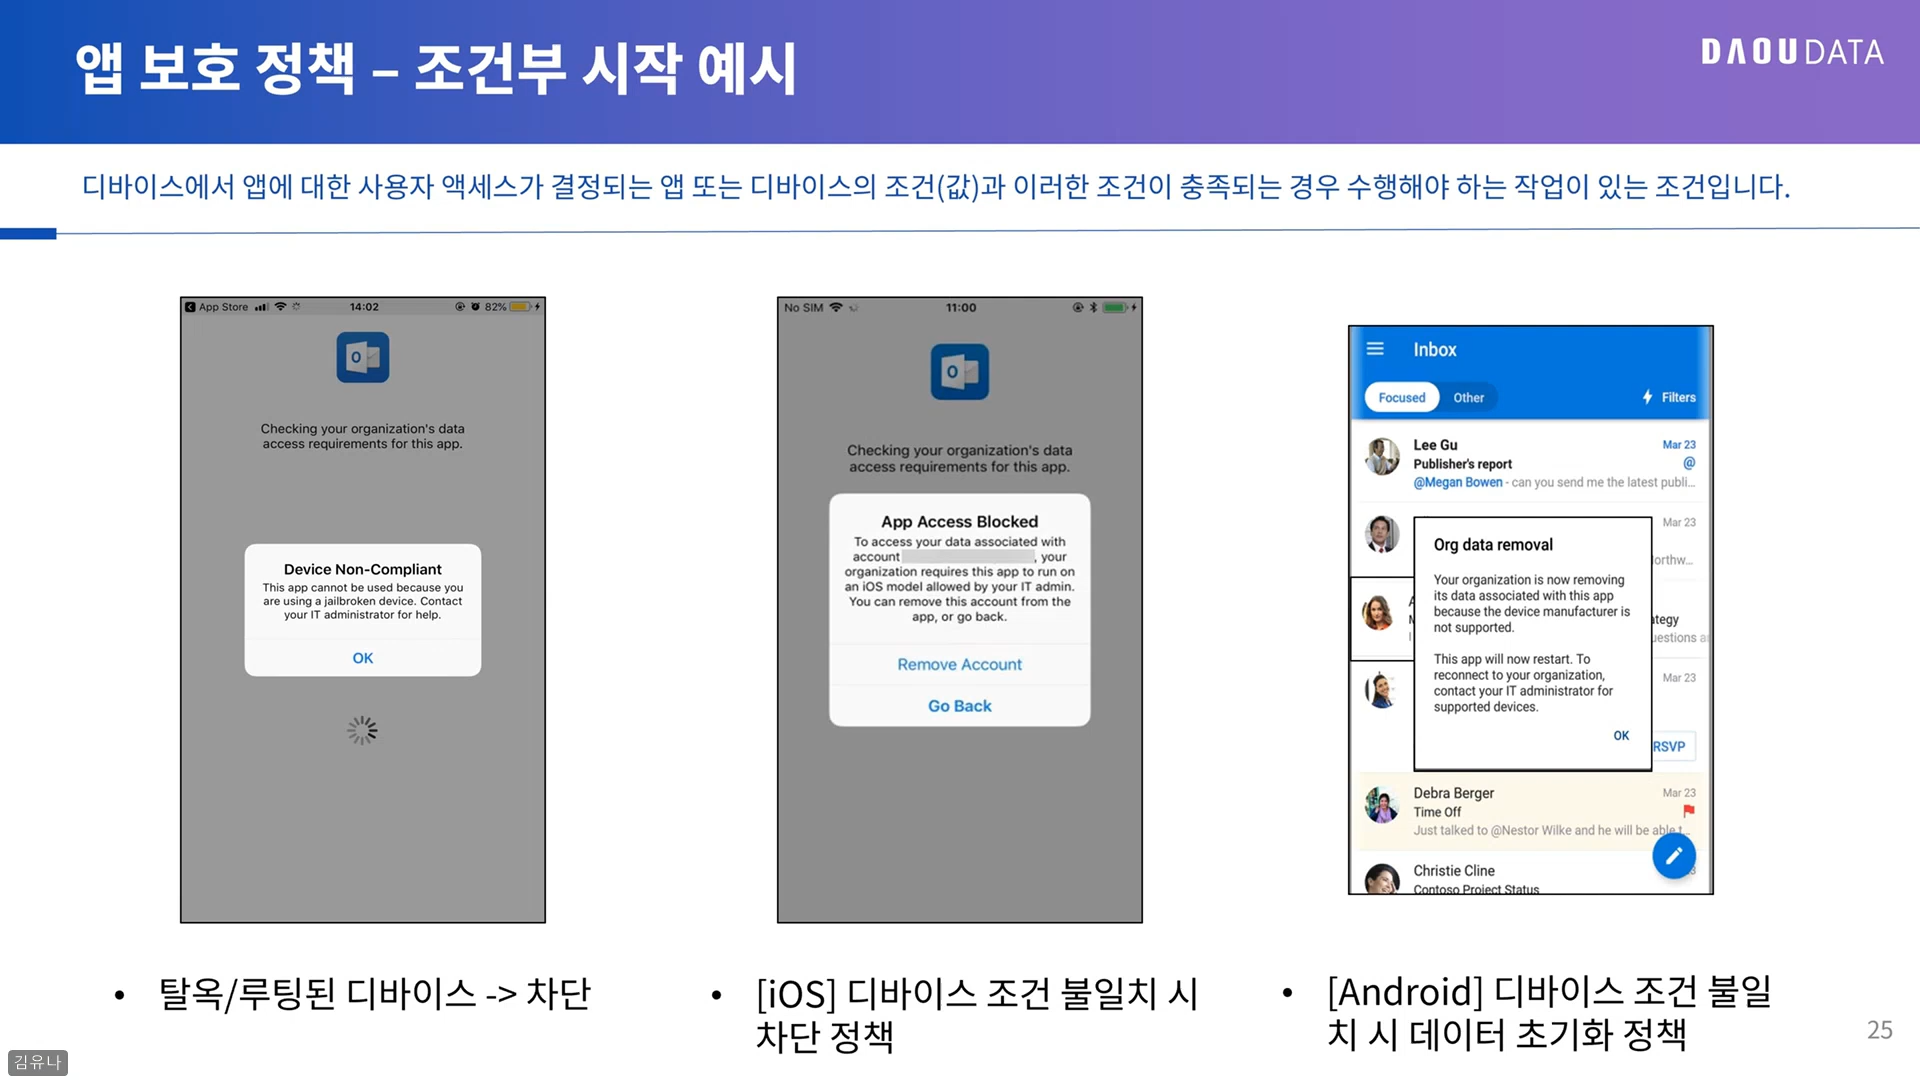 앱 보호 정책 – 조건부 시작 예시
DAOU DATA
디바이스에서 앱에 대한 사용자 액세스가 결정되는 앱 또는 디바이스의 조건(값)과 이러한 조건이 충족되는 경우 수행해야 하는 작업이 있는 조건입니다.
App Store
14:02
82%
Checking your organization's data
access requirements for this app.
Device Non-Compliant
This app cannot be used because you
are using a jailbroken device. Contact
your IT administrator for help.
OK
No SIM
11:00
Checking your organization's data
access requirements for this app.
App Access Blocked
To access your data associated with
account , your
organization requires this app to run on
an iOS model allowed by your IT admin.
You can remove this account from the
app, or go back.
Remove Account
Go Back
Inbox
Focused
Other
Filters
Lee Gu
Mar 23
Publisher's report
@
@Megan Bowen - can you send me the latest publi...
Mar 23
Org data removal
Your organization is now removing
its data associated with this app
because the device manufacturer is
not supported.
This app will now restart. To
reconnect to your organization,
contact your IT administrator for
supported devices.
OK
Mar 23
RSVP
Debra Berger
Mar 23
Time Off
Just talked to @Nestor Wilke and he will be able t...
Christie Cline
Contoso Project Status
• 탈옥/루팅된 디바이스 -> 차단
• [iOS] 디바이스 조건 불일치 시
차단 정책
• [Android] 디바이스 조건 불일
치 시 데이터 초기화 정책
25
김유나